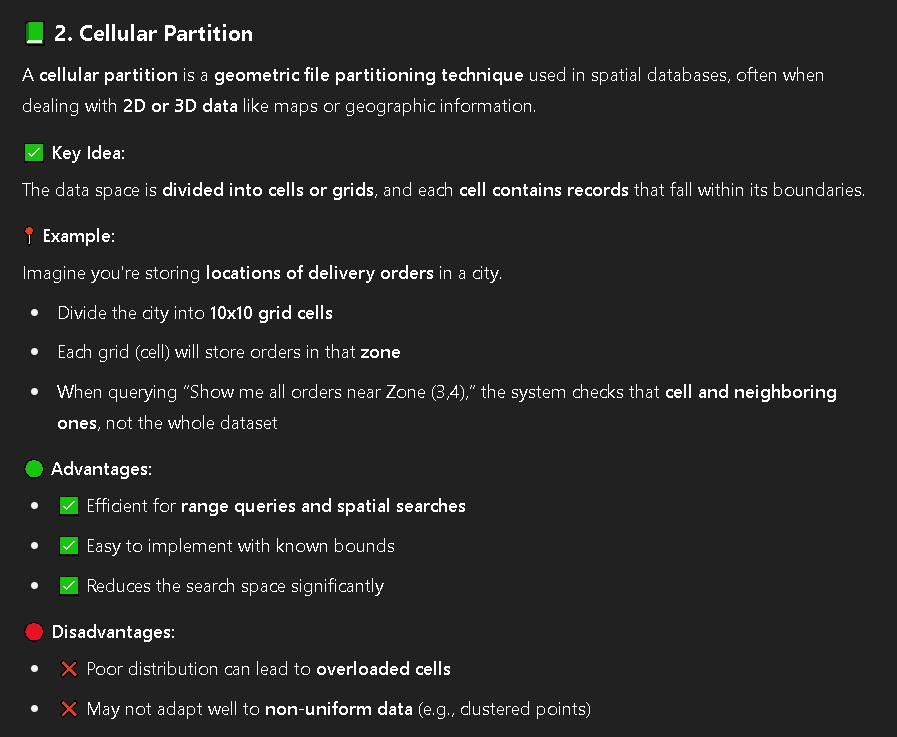 2. Cellular Partition
A cellular partition is a geometric file partitioning technique used in spatial databases, often when
dealing with 2D or 3D data like maps or geographic information.
Key Idea:
The data space is divided into cells or grids, and each cell contains records that fall within its boundaries.
Example:
Imagine you're storing locations of delivery orders in a city.
Divide the city into 10x10 grid cells
Each grid (cell) will store orders in that zone
When querying “Show me all orders near Zone (3,4),” the system checks that cell and neighboring
ones, not the whole dataset
Advantages:
Efficient for range queries and spatial searches
Easy to implement with known bounds
Reduces the search space significantly
Disadvantages:
Poor distribution can lead to overloaded cells
May not adapt well to non-uniform data (e.g., clustered points)